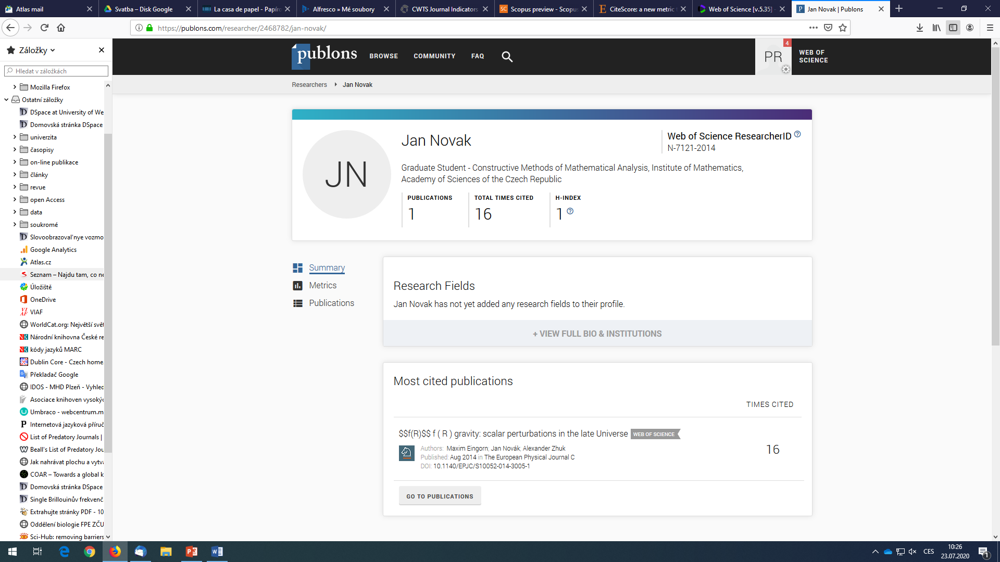 Atlas mail
Svatba – Disk Google
La casa de papel - Papíro
Alfresco » Mé soubory
CWTS Journal Indicators
Scopus preview - Scopus
CiteScore: a new metric
Web of Science [v.5.35] -
Jan Novak | Publons
https://publons.com/researcher/2468782/jan-novak/
Záložky
Hledat v záložkách
Mozilla Firefox
Ostatní záložky
DSpace at University of We
Domovská stránka DSpace
univerzita
časopisy
on-line publikace
články
revue
open Access
data
soukromé
Slovoobrazoval'nye vozmo
Google Analytics
Atlas.cz
Seznam – Najdu tam, co ne
Úložiště
OneDrive
VIAF
WorldCat.org: Největší svět
Národní knihovna České re
kódy jazyků MARC
Dublin Core - Czech home
Překladač Google
IDOS - MHD Plzeň - Vyhled
Asociace knihoven vysokýc
Umbraco - webcentrum.m
Internetová jazyková příruč
List of Predatory Journals |
Beall's List of Predatory Jou
Jak nahrávat plochu a vytvá
COAR – Towards a global k
Domovská stránka DSpace
Single Brillouinův frekvenč
Extrahujte stránky PDF - 10
Oddělení biologie FPE ZČU
Sci-Hub: removing barriers
publons
BROWSE
COMMUNITY
FAQ
PR
4
WEB OF
SCIENCE
Researchers
Jan Novak
JN
Jan Novak
Web of Science ResearcherID
N-7121-2014
Graduate Student - Constructive Methods of Mathematical Analysis, Institute of Mathematics,
Academy of Sciences of the Czech Republic
PUBLICATIONS
1
TOTAL TIMES CITED
16
H-INDEX
1
Summary
Metrics
Publications
Research Fields
Jan Novak has not yet added any research fields to their profile.
+ VIEW FULL BIO & INSTITUTIONS
Most cited publications
TIMES CITED
$$f(R)$$ f ( R ) gravity: scalar perturbations in the late Universe WEB OF SCIENCE
Authors: Maxim Eingorn; Jan Novák; Alexander Zhuk
Published: Aug 2014 in The European Physical Journal C
DOI: 10.1140/EPJC/S10052-014-3005-1
16
GO TO PUBLICATIONS
CES
10:26
23.07.2020
1